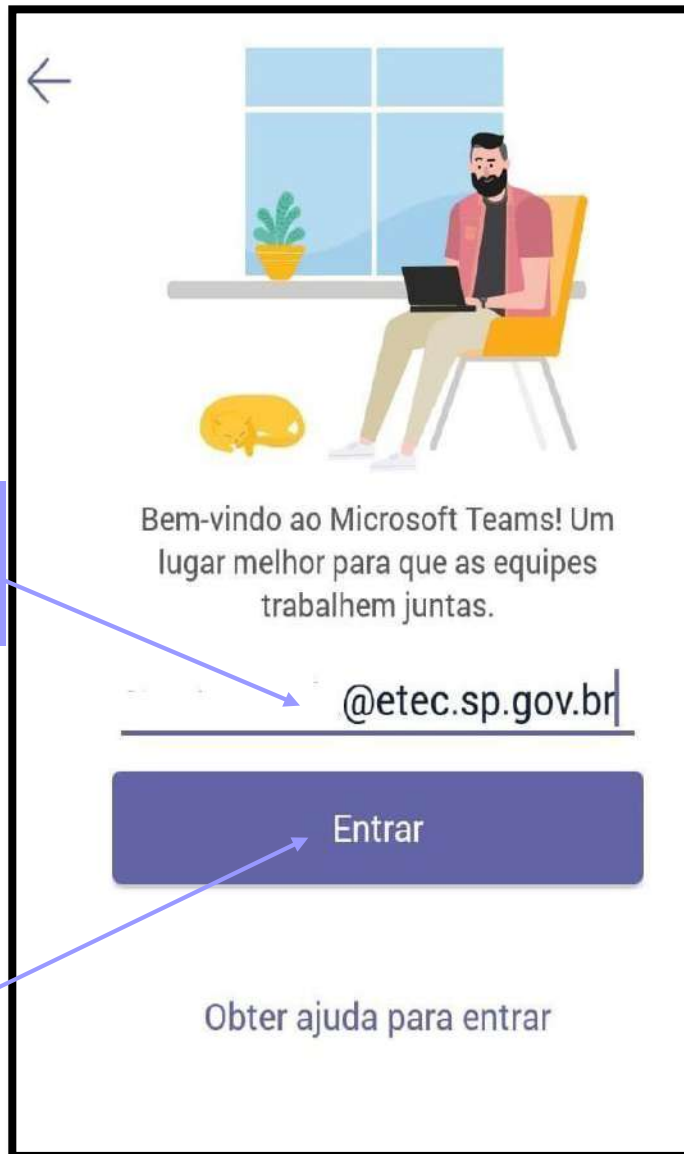 Bem-vindo ao Microsoft Teams! Um
lugar melhor para que as equipes
trabalhem juntas.
@etec.sp.gov.br
Entrar
Obter ajuda para entrar